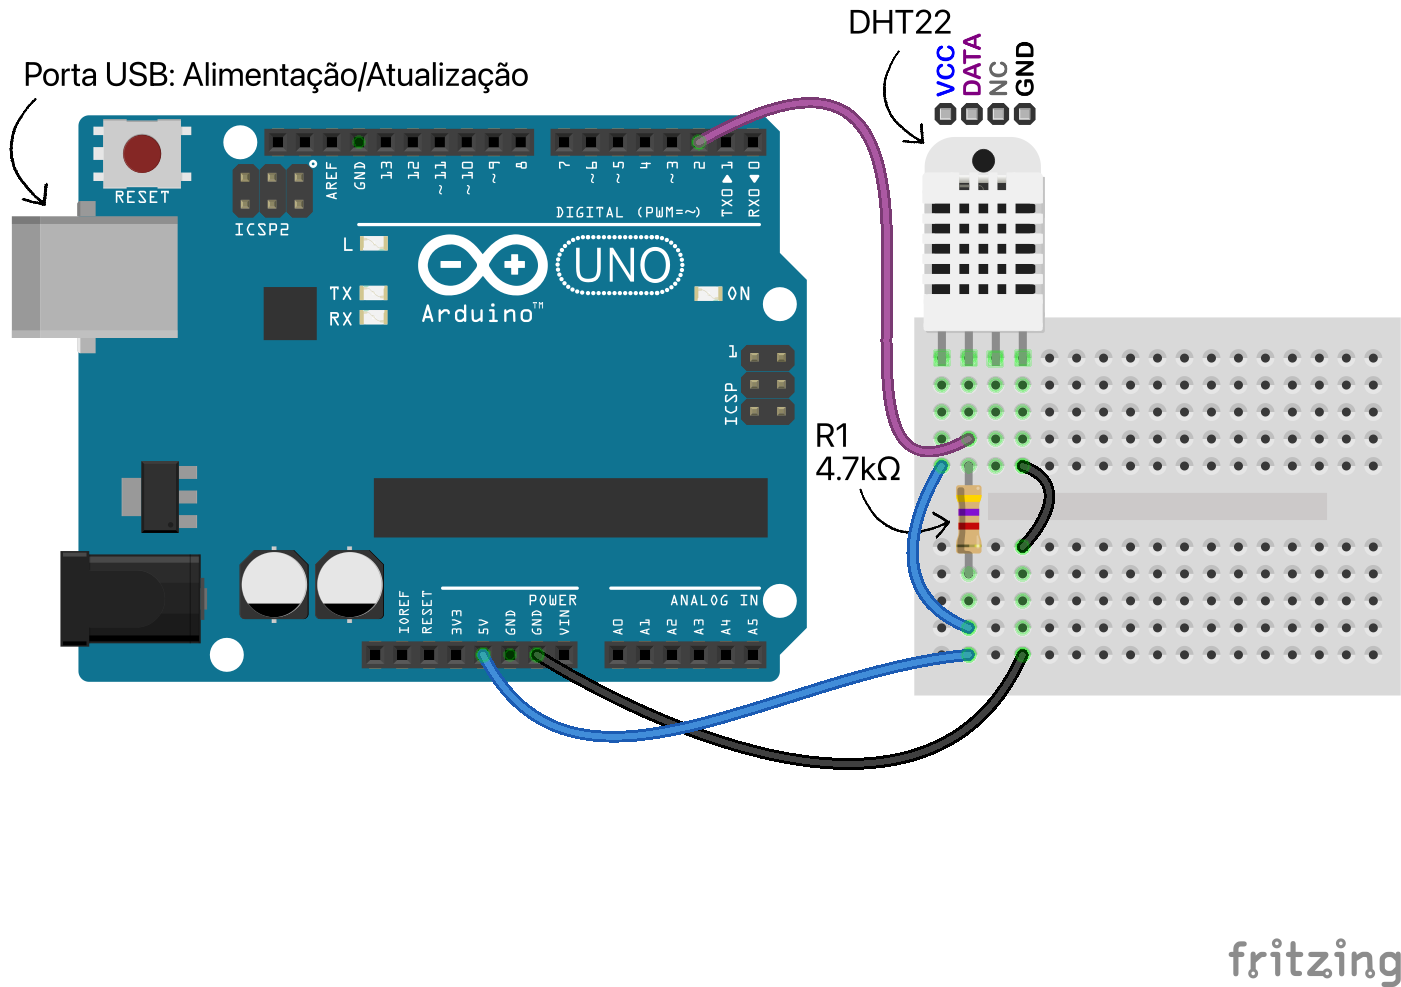 DHT22
Porta USB: Alimentação/Atualização
VCC
DATA
NC
GND
RESET
ICSP2
AREF
GND
13
12
~11
~10
~9
8
7
~6
~5
4
~3
2
TX0▶1
RX0◀0
DIGITAL (PWM=~)
L
TX
RX
UNO
Arduino™
ON
1
ICSP
R1
4.7kΩ
IOREF
RESET
3V3
5V
GND
GND
VIN
POWER
ANALOG IN
A0
A1
A2
A3
A4
A5
fritzing